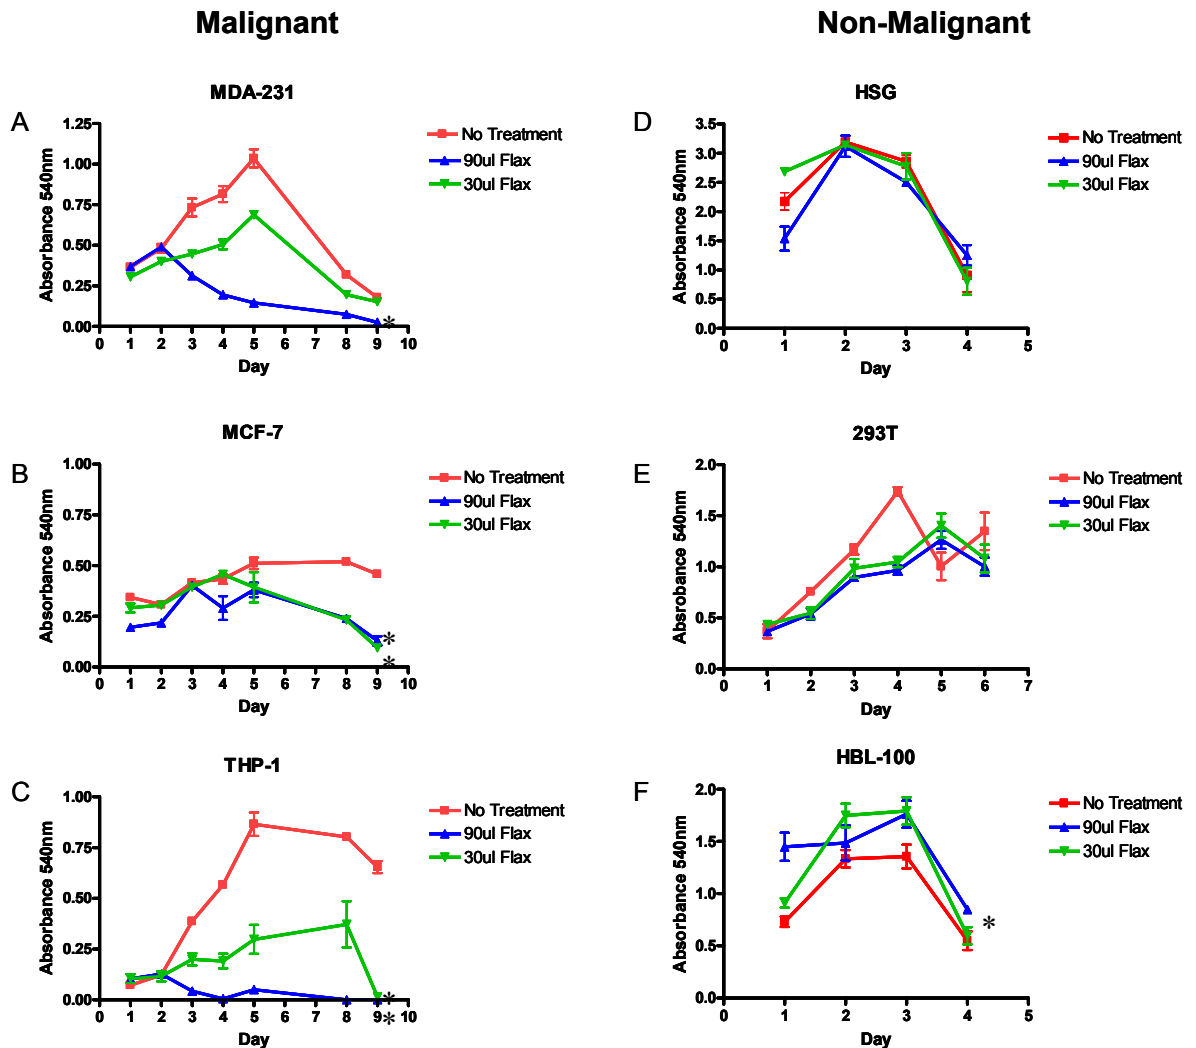 Malignant
Non-Malignant
A
MDA-231
Absorbance 540nm
1.25
1.00
0.75
0.50
0.25
0.00
0 1 2 3 4 5 6 7 8 9 10
Day
No Treatment
90ul Flax
30ul Flax
*
D
HSG
Absorbance 540nm
3.5
3.0
2.5
2.0
1.5
1.0
0.5
0.0
1 2 3 4 5
Day
No Treatment
90ul Flax
30ul Flax
B
MCF-7
Absorbance 540nm
1.00
0.75
0.50
0.25
0.00
0 1 2 3 4 5 6 7 8 9 10
Day
No Treatment
90ul Flax
30ul Flax
*
*
E
293T
Absrobance 540nm
2.0
1.5
1.0
0.5
0.0
0 1 2 3 4 5 6 7
Day
No Treatment
90ul Flax
30ul Flax
C
THP-1
Absorbance 540nm
1.00
0.75
0.50
0.25
0.00
0 1 2 3 4 5 6 7 8 9 10
Day
No Treatment
90ul Flax
30ul Flax
*
*
F
HBL-100
Absorbance 540nm
2.0
1.5
1.0
0.5
0.0
0 1 2 3 4 5
Day
No Treatment
90ul Flax
30ul Flax
*